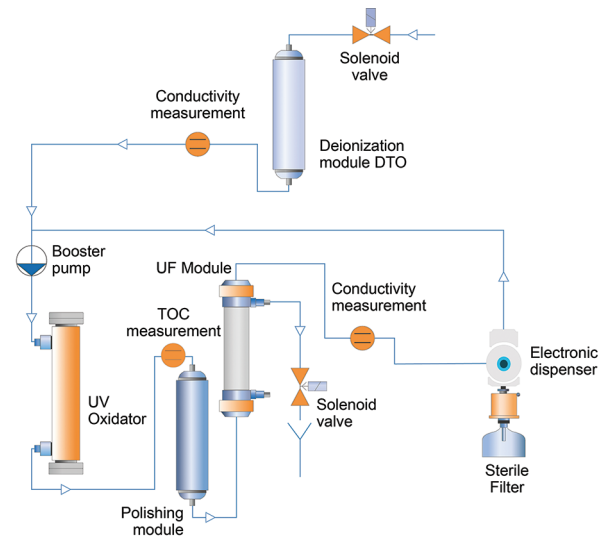 Solenoid
valve
Conductivity
measurement
Deionization
module DTO
Booster
pump
UF Module
Conductivity
measurement
TOC
measurement
Electronic
dispenser
UV
Oxidator
Solenoid
valve
Sterile
Filter
Polishing
module